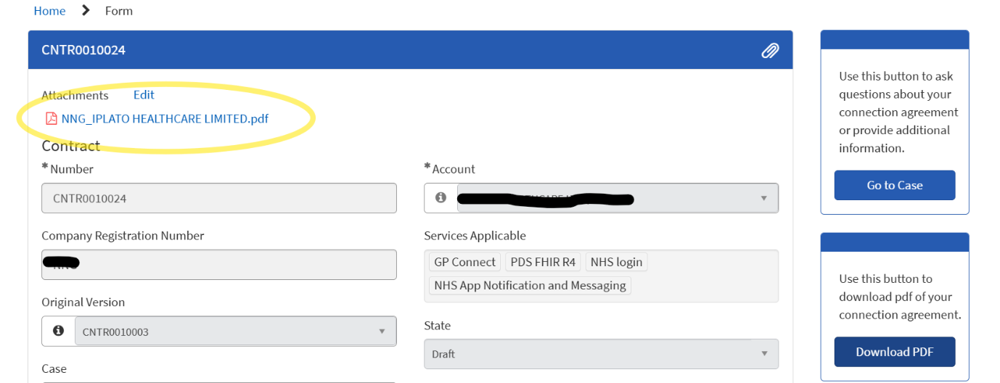 Home > Form
CNTR0010024
Attachments Edit
NNG_IPLATO HEALTHCARE LIMITED.pdf
Contract
* Number
CNTR0010024
Company Registration Number
Original Version
CNTR0010003
Case
* Account
Services Applicable
GP Connect PDS FHIR R4 NHS login
NHS App Notification and Messaging
State
Draft
Use this button to ask
questions about your
connection agreement
or provide additional
information.
Go to Case
Use this button to
download pdf of your
connection agreement.
Download PDF